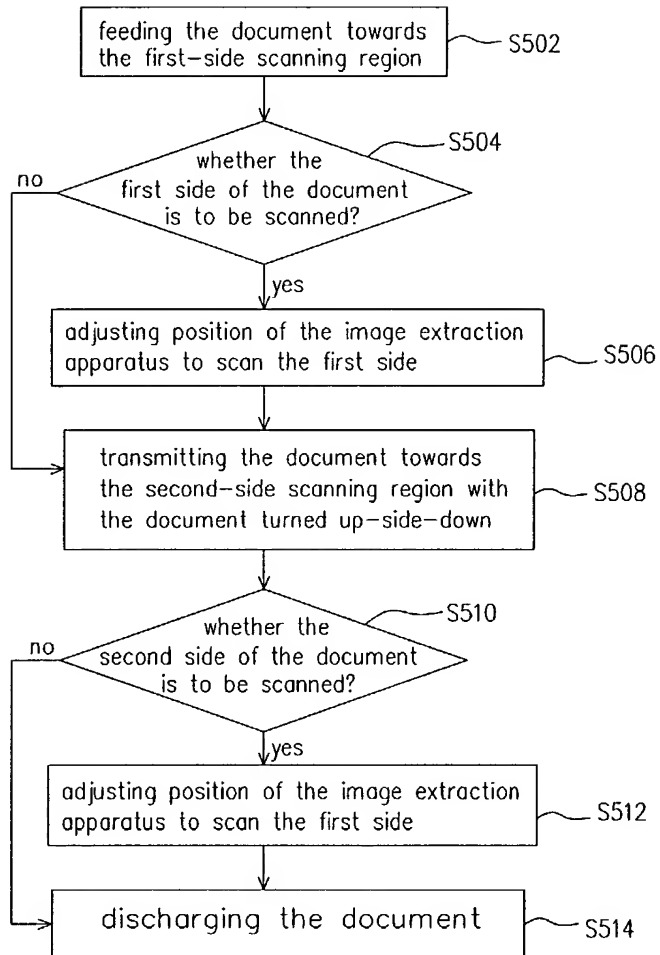 feeding the document towards
the first-side scanning region
S502
S504
whether the
first side of the document
is to be scanned?
no
yes
adjusting position of the image extraction
apparatus to scan the first side
S506
transmitting the document towards
the second-side scanning region with
the document turned up-side-down
S508
S510
whether the
second side of the document
is to be scanned?
no
yes
adjusting position of the image extraction
apparatus to scan the first side
S512
discharging the document
S514